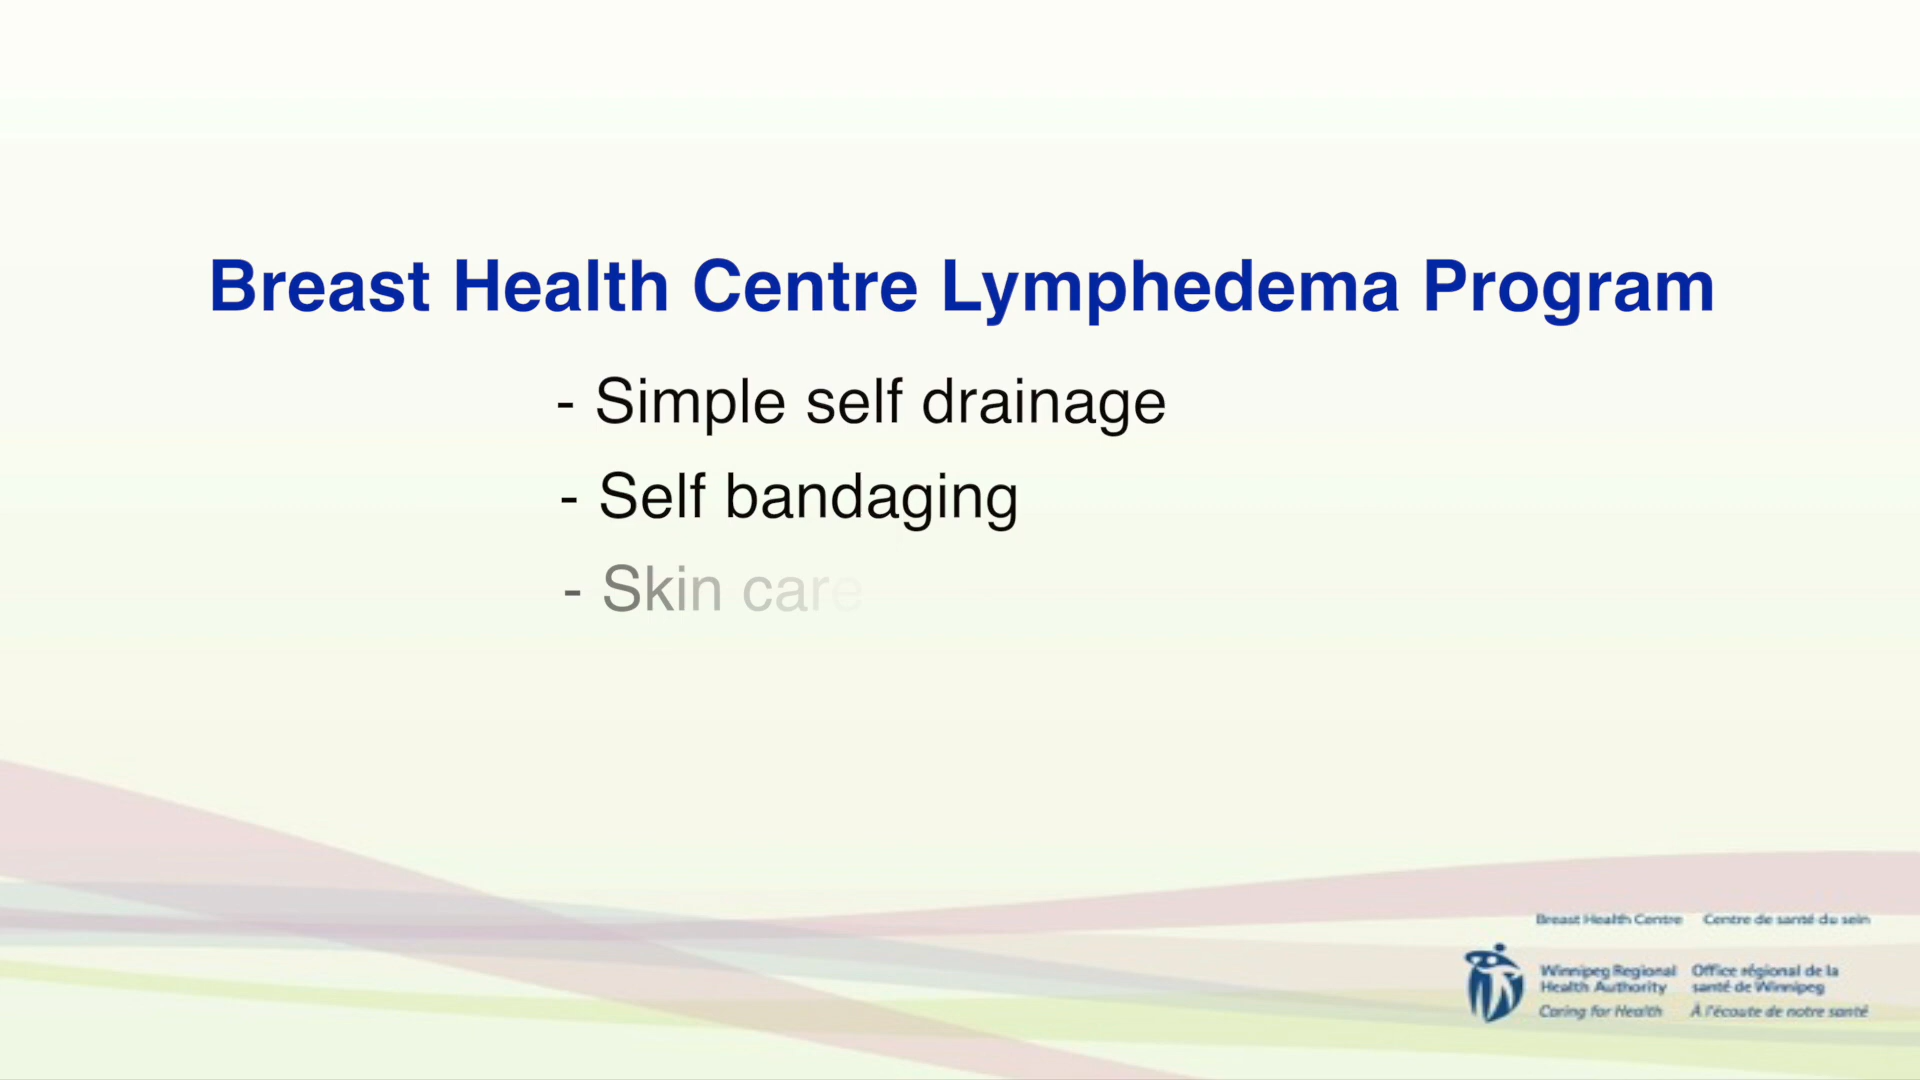 Breast Health Centre Lymphedema Program
- Simple self drainage
- Self bandaging
- Skin care
Breast Health Centre Centre de santé du sein
Winnipeg Regional Office régional de la
Health Authority santé de Winnipeg
Caring for Health À l'écoute de notre santé